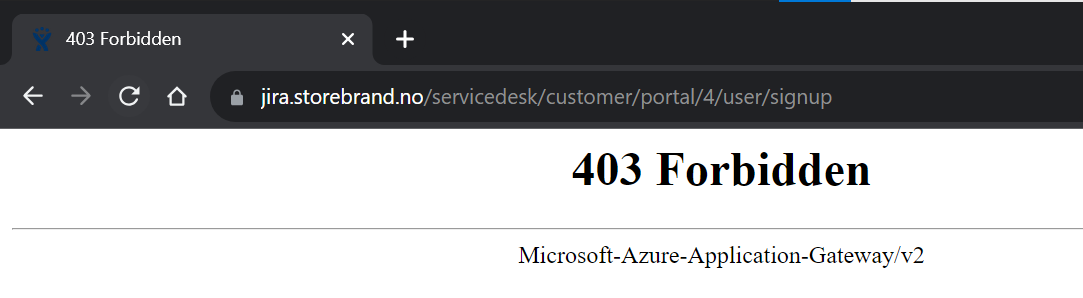 403 Forbidden
jira.storebrand.no/servicedesk/customer/portal/4/user/signup
403 Forbidden
Microsoft-Azure-Application-Gateway/v2